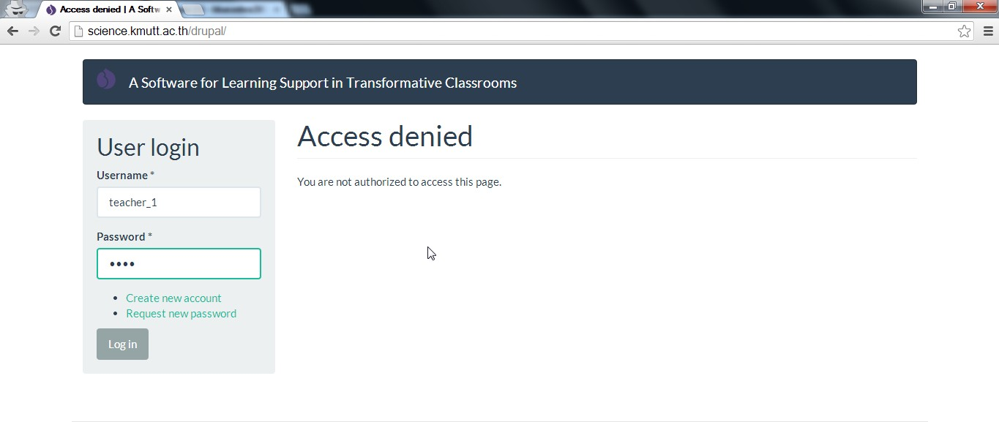 Access denied | A Softw
science.kmutt.ac.th/drupal/
A Software for Learning Support in Transformative Classrooms
User login
Username *
teacher_1
Password *
••••
Create new account
Request new password
Log in
Access denied
You are not authorized to access this page.